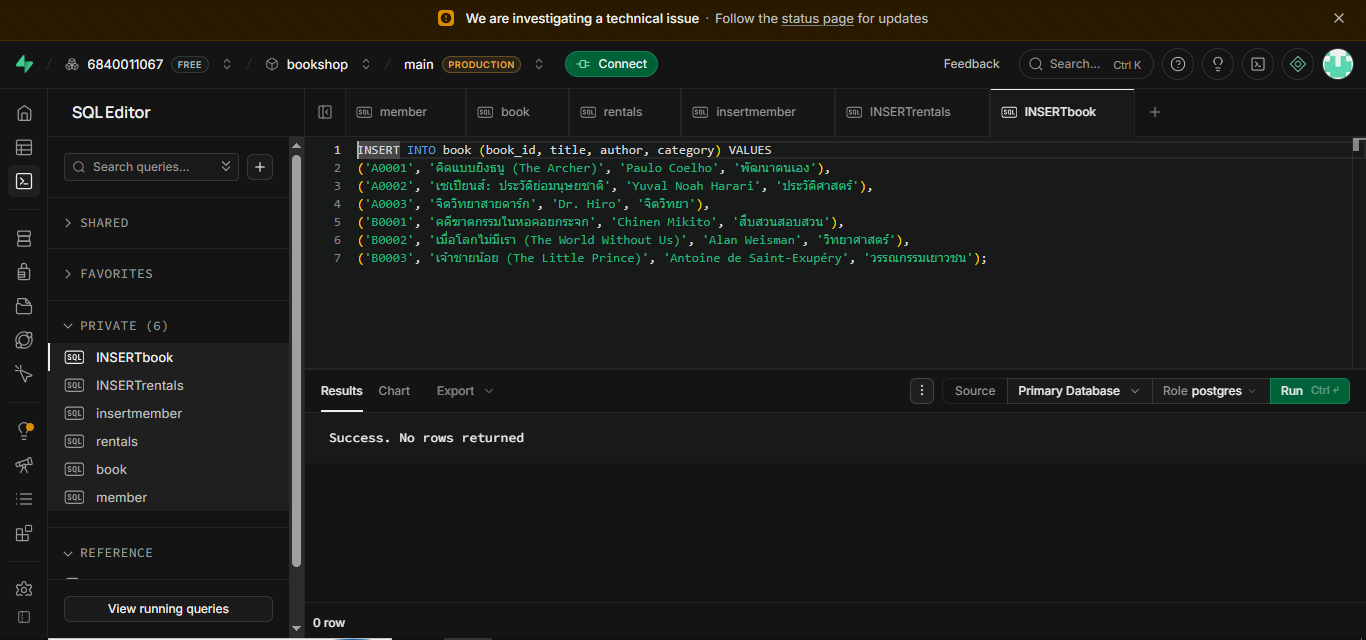 We are investigating a technical issue · Follow the status page for updates
6840011067 FREE / bookshop / main PRODUCTION Connect Feedback Search... Ctrl K
SQL Editor
SQL member SQL book SQL rentals SQL insertmember SQL INSERTrentals SQL INSERTbook
Search queries...
SHARED
FAVORITES
PRIVATE (6)
SQL INSERTbook
SQL INSERTrentals
SQL insertmember
SQL rentals
SQL book
SQL member
REFERENCE
View running queries
1 INSERT INTO book (book_id, title, author, category) VALUES
2 ('A0001', 'คิดแบบยิงธนู (The Archer)', 'Paulo Coelho', 'พัฒนาตนเอง'),
3 ('A0002', 'เซเปียนส์: ประวัติย่อมนุษยชาติ', 'Yuval Noah Harari', 'ประวัติศาสตร์'),
4 ('A0003', 'จิตวิทยาสายดาร์ก', 'Dr. Hiro', 'จิตวิทยา'),
5 ('B0001', 'คดีฆาตกรรมในหอคอยกระจก', 'Chinen Mikito', 'สืบสวนสอบสวน'),
6 ('B0002', 'เมื่อโลกไม่มีเรา (The World Without Us)', 'Alan Weisman', 'วิทยาศาสตร์'),
7 ('B0003', 'เจ้าชายน้อย (The Little Prince)', 'Antoine de Saint-Exupéry', 'วรรณกรรมเยาวชน');
Results Chart Export Source Primary Database Role postgres Run Ctrl ↵
Success. No rows returned
0 row